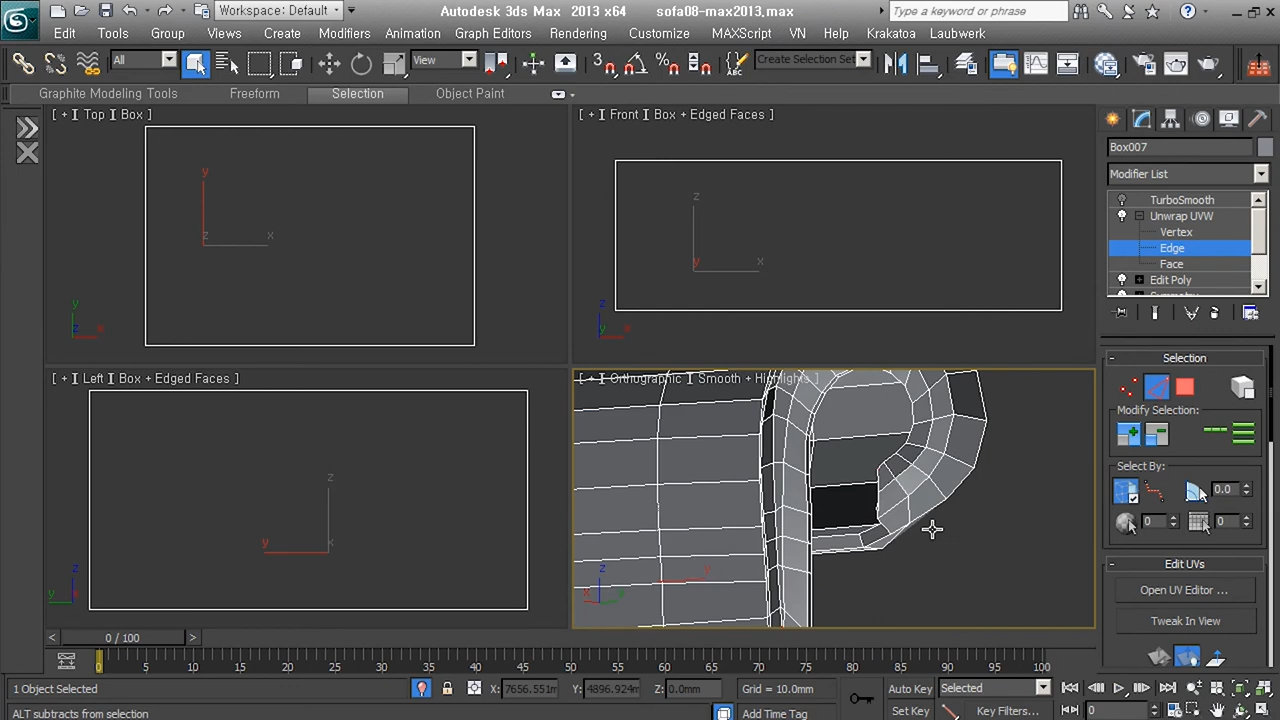 Workspace: Default
Autodesk 3ds Max 2013 x64 sofa08-max2013.max
Type a keyword or phrase
Edit Tools Group Views Create Modifiers Animation Graph Editors Rendering Customize MAXScript VN Help Krakatoa Laubwerk
All View Create Selection Set
Graphite Modeling Tools Freeform Selection Object Paint
[ + ] Top ] Box ]
[ + ] Front ] Box + Edged Faces ]
y
z x
y
z
x
z
y x
z
y
x
[ + ] Left ] Box + Edged Faces ]
[ + ] Orthographic ] Smooth + Highlights ]
z
y x
z
y
z
y
x
Box007
Modifier List
TurboSmooth
Unwrap UVW
Vertex
Edge
Face
Edit Poly
Symmetry
- Selection
Modify Selection:
Select By:
0.0
0 0
- Edit UVs
Open UV Editor ...
Tweak In View
< 0 / 100 >
0 5 10 15 20 25 30 35 40 45 50 55 60 65 70 75 80 85 90 95 100
1 Object Selected X: 7656.551m Y: 4896.924m Z: 0.0mm Grid = 10.0mm Auto Key Selected
ALT subtracts from selection Add Time Tag Set Key Key Filters... 0